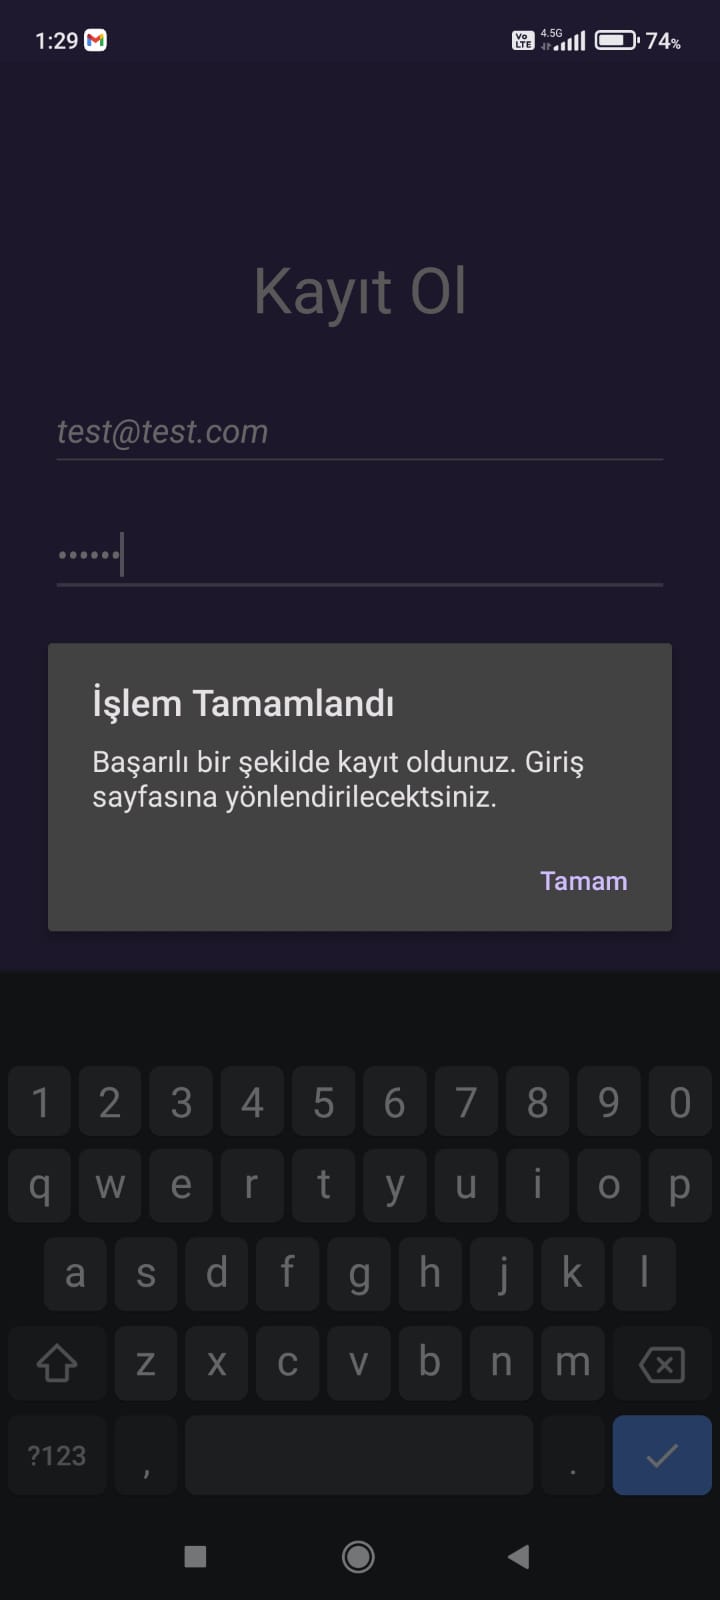 1:29
Vo LTE 4.5G 74%
Kayıt Ol
test@test.com
••••••
İşlem Tamamlandı
Başarılı bir şekilde kayıt oldunuz. Giriş
sayfasına yönlendirilecektsiniz.
Tamam
1 2 3 4 5 6 7 8 9 0
q w e r t y u i o p
a s d f g h j k l
z x c v b n m
?123 , .